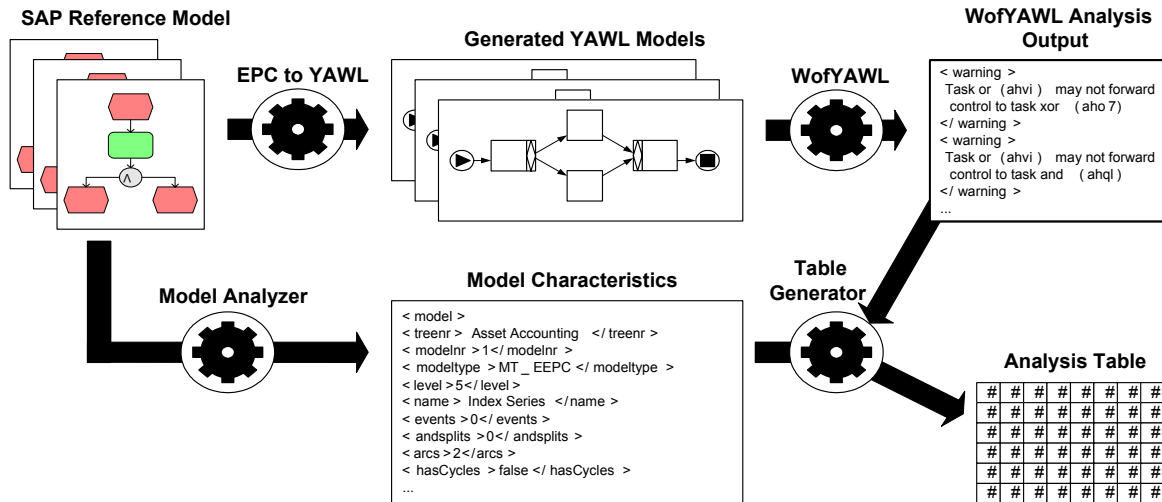 SAP Reference Model
EPC to YAWL
Generated YAWL Models
WofYAWL
WofYAWL Analysis
Output
< warning >
Task or ( ahvi ) may not forward
control to task xor ( aho 7)
</ warning >
< warning >
Task or ( ahvi ) may not forward
control to task and ( ahql )
</ warning >
...
Λ
Model Analyzer
Model Characteristics
< model >
< treenr > Asset Accounting </ treenr >
< modelnr >1</ modelnr >
< modeltype >MT _ EEPC </ modeltype >
< level >5</ level >
< name > Index Series </ name >
< events >0</ events >
< andsplits >0</ andsplits >
< arcs >2</ arcs >
< hasCycles > false </ hasCycles >
...
Table
Generator
Analysis Table
# # # # # # # #
# # # # # # # #
# # # # # # # #
# # # # # # # #
# # # # # # # #
# # # # # # # #